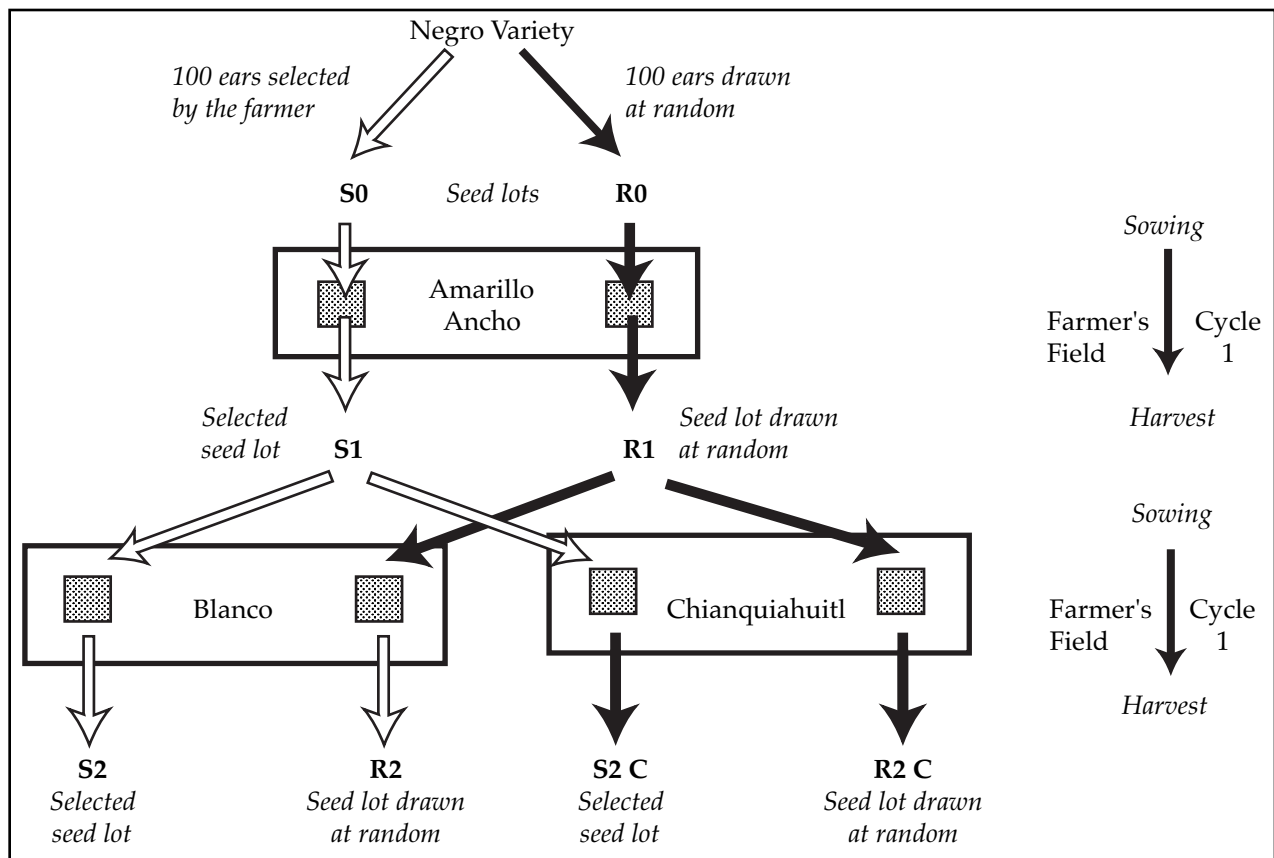 Negro Variety
100 ears selected
by the farmer
100 ears drawn
at random
S0
Seed lots
R0
Sowing
Amarillo
Ancho
Farmer's
Field
Cycle
1
Harvest
Selected
seed lot
S1
R1
Seed lot drawn
at random
Sowing
Blanco
Chianquiahuitl
Farmer's
Field
Cycle
1
Harvest
S2
Selected
seed lot
R2
Seed lot drawn
at random
S2 C
Selected
seed lot
R2 C
Seed lot drawn
at random